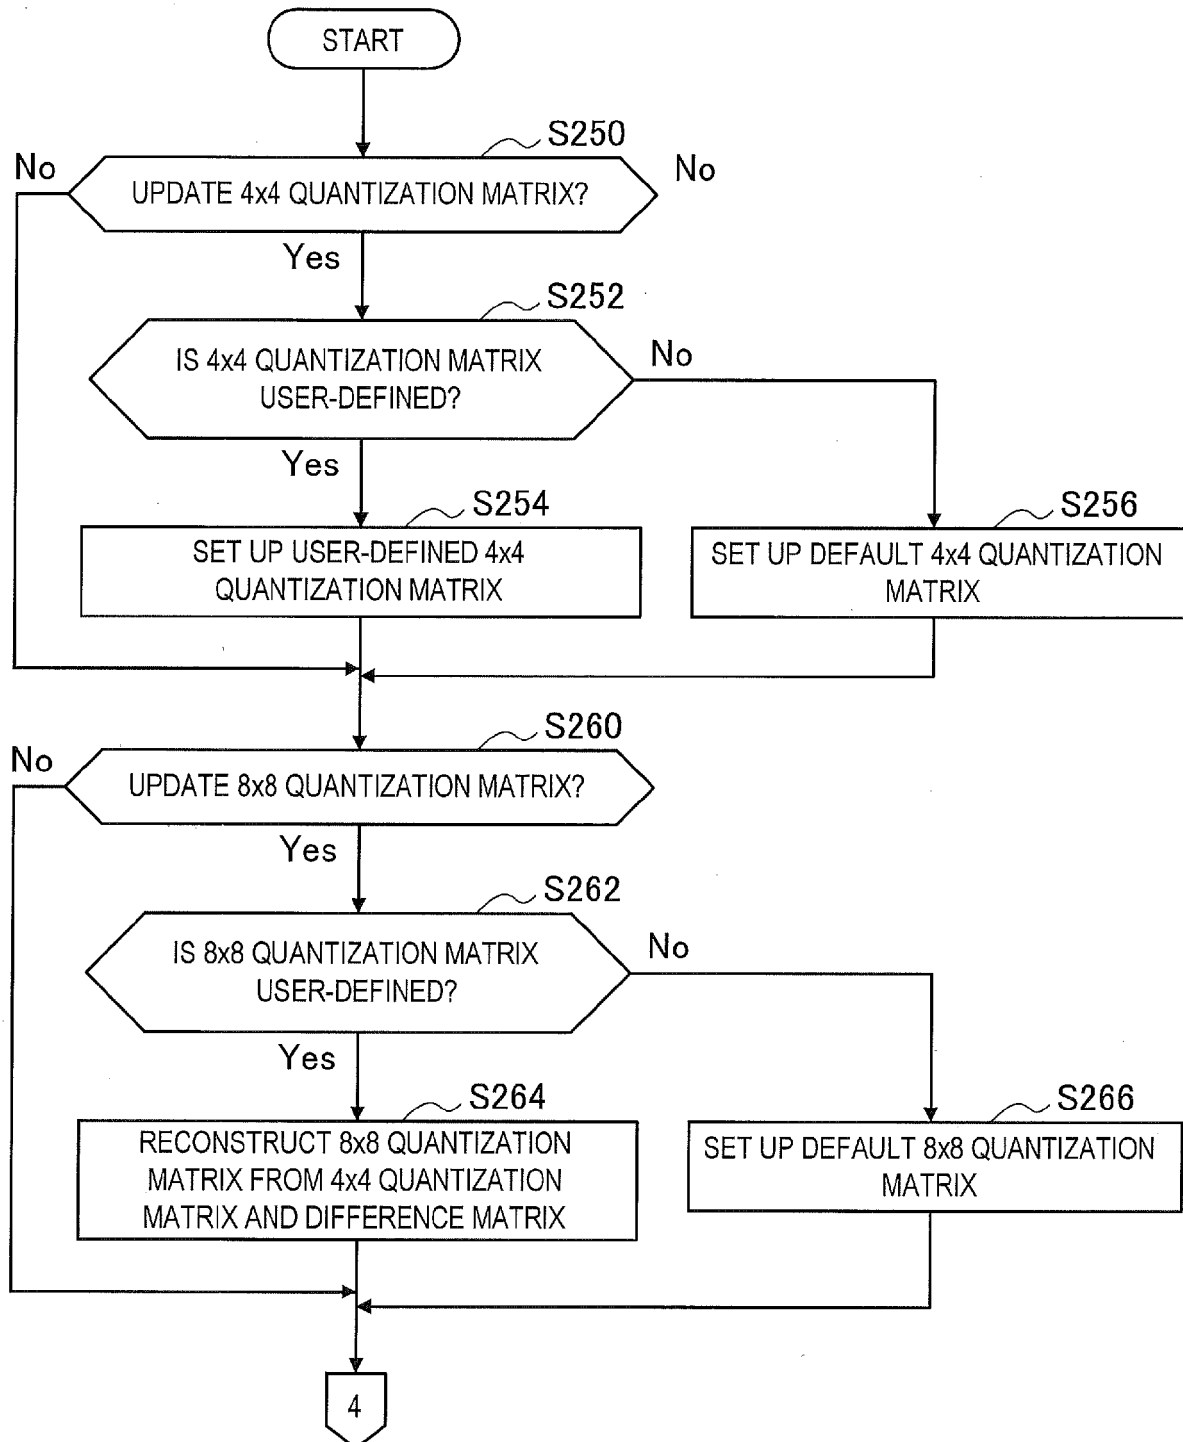 START
S250
No
No
UPDATE 4x4 QUANTIZATION MATRIX?
Yes
S252
IS 4x4 QUANTIZATION MATRIX
USER-DEFINED?
No
Yes
S254
SET UP USER-DEFINED 4x4
QUANTIZATION MATRIX
S256
SET UP DEFAULT 4x4 QUANTIZATION
MATRIX
S260
No
UPDATE 8x8 QUANTIZATION MATRIX?
Yes
S262
IS 8x8 QUANTIZATION MATRIX
USER-DEFINED?
No
Yes
S264
RECONSTRUCT 8x8 QUANTIZATION
MATRIX FROM 4x4 QUANTIZATION
MATRIX AND DIFFERENCE MATRIX
S266
SET UP DEFAULT 8x8 QUANTIZATION
MATRIX
4